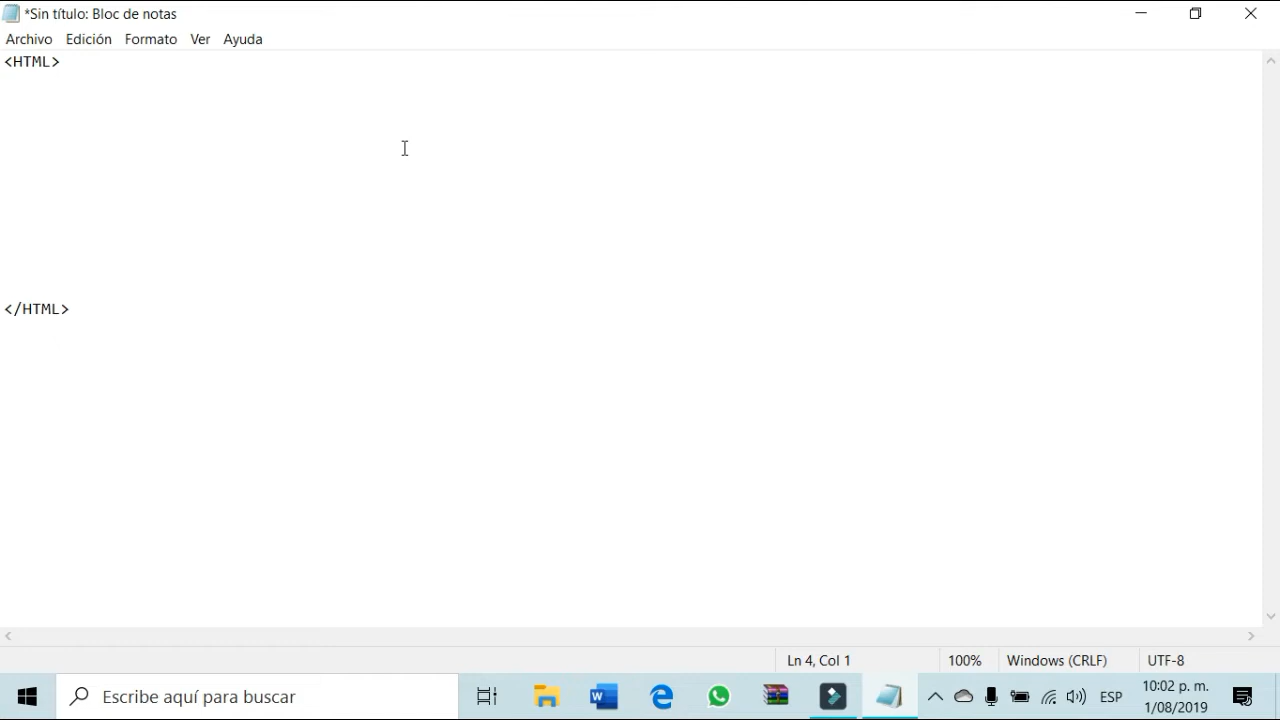 *Sin título: Bloc de notas
Archivo Edición Formato Ver Ayuda
<HTML>
</HTML>
Ln 4, Col 1 100% Windows (CRLF) UTF-8
Escribe aquí para buscar
ESP
10:02 p. m.
1/08/2019